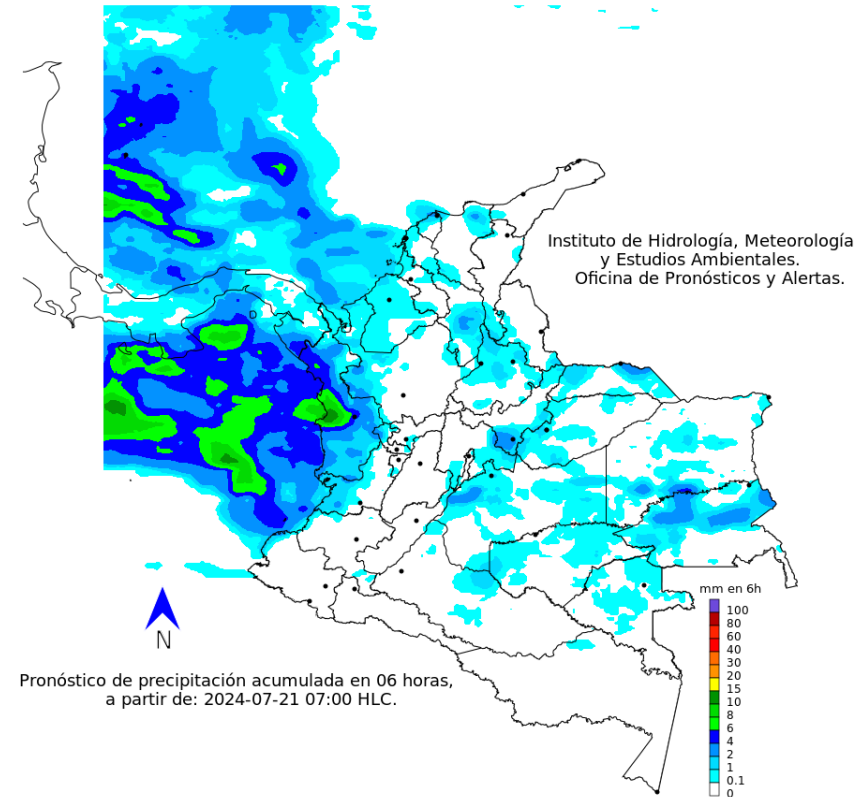 Instituto de Hidrología, Meteorología
y Estudios Ambientales.
Oficina de Pronósticos y Alertas.
N
mm en 6h
100
80
60
40
30
20
15
10
8
6
4
2
1
0.1
0
Pronóstico de precipitación acumulada en 06 horas,
a partir de: 2024-07-21 07:00 HLC.